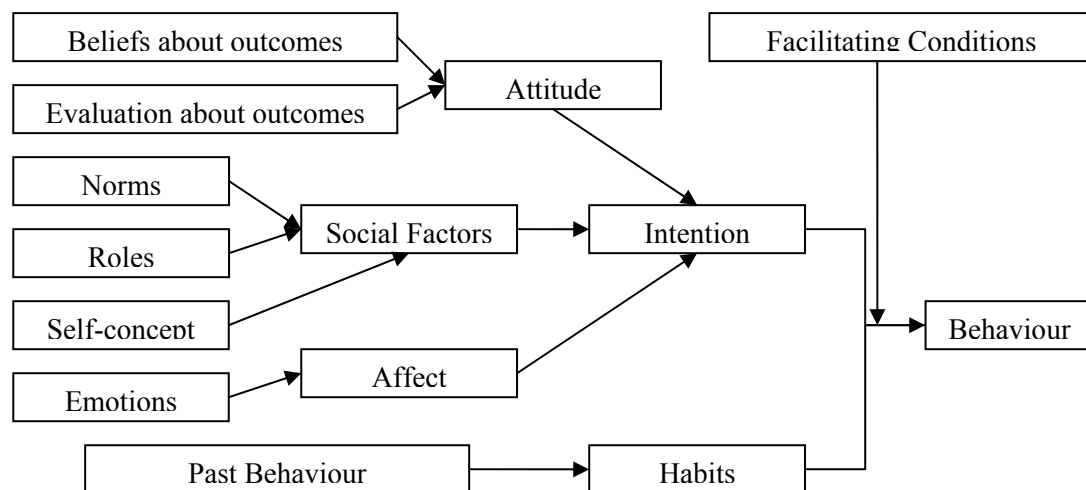 Beliefs about outcomes
Facilitating Conditions
Evaluation about outcomes
Attitude
Norms
Roles
Social Factors
Intention
Self-concept
Behaviour
Emotions
Affect
Past Behaviour
Habits